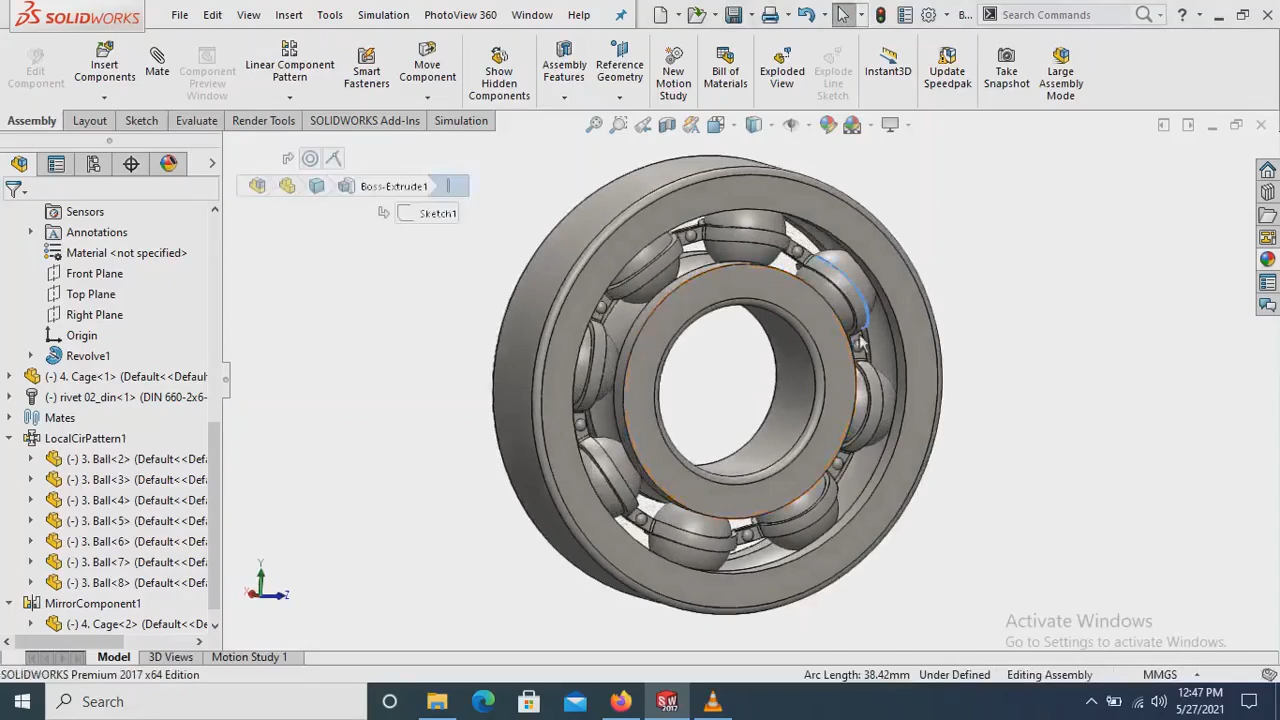 SOLIDWORKS File Edit View Insert Tools Simulation PhotoView 360 Window Help B... Search Commands ?
Edit Component
Insert Components
Mate
Component Preview Window
Linear Component Pattern
Smart Fasteners
Move Component
Show Hidden Components
Assembly Features
Reference Geometry
New Motion Study
Bill of Materials
Exploded View
Explode Line Sketch
Instant3D
Update Speedpak
Take Snapshot
Large Assembly Mode
Assembly Layout Sketch Evaluate Render Tools SOLIDWORKS Add-Ins Simulation
Boss-Extrude1
Sketch1
Sensors
Annotations
Material <not specified>
Front Plane
Top Plane
Right Plane
Origin
Revolve1
(-) 4. Cage<1> (Default<<Defaul
(-) rivet 02_din<1> (DIN 660-2x6-
Mates
LocalCirPattern1
(-) 3. Ball<2> (Default<<Def
(-) 3. Ball<3> (Default<<Def
(-) 3. Ball<4> (Default<<Def
(-) 3. Ball<5> (Default<<Def
(-) 3. Ball<6> (Default<<Def
(-) 3. Ball<7> (Default<<Def
(-) 3. Ball<8> (Default<<Def
MirrorComponent1
(-) 4. Cage<2> (Default<<De
Y
X
Z
Activate Windows
Go to Settings to activate Windows.
Model 3D Views Motion Study 1
SOLIDWORKS Premium 2017 x64 Edition Arc Length: 38.42mm Under Defined Editing Assembly MMGS
Search
SW
2017
12:47 PM
5/27/2021